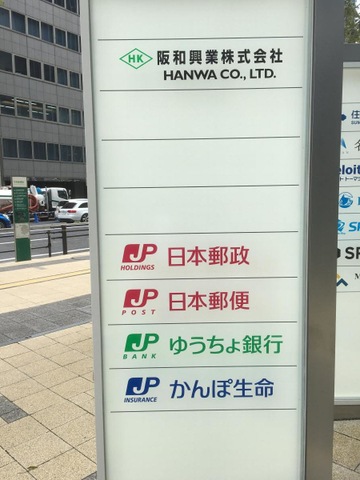 HK 阪和興業株式会社
HANWA CO., LTD.
JP HOLDINGS 日本郵政
JP POST 日本郵便
JP BANK ゆうちょ銀行
JP INSURANCE かんぽ生命